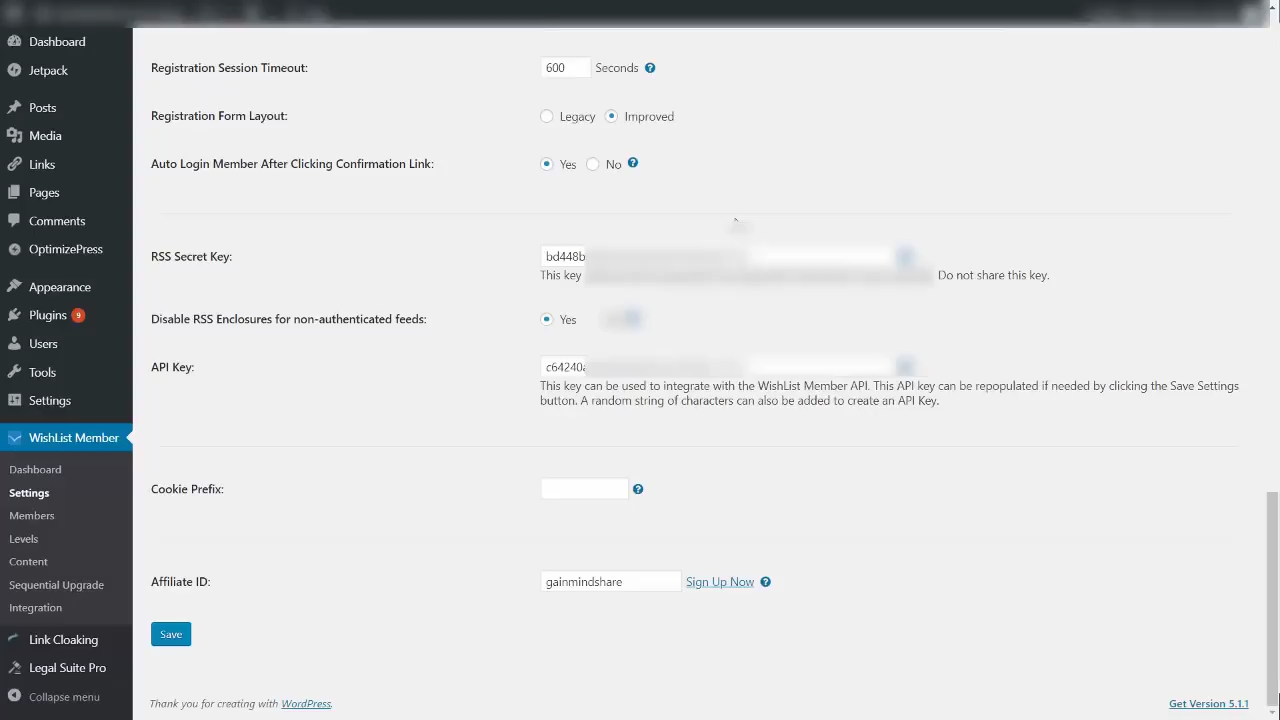 Dashboard
Jetpack
Posts
Media
Links
Pages
Comments
OptimizePress
Appearance
Plugins 9
Users
Tools
Settings
WishList Member
Dashboard
Settings
Members
Levels
Content
Sequential Upgrade
Integration
Link Cloaking
Legal Suite Pro
Collapse menu
Registration Session Timeout: 600 Seconds ?
Registration Form Layout: Legacy Improved
Auto Login Member After Clicking Confirmation Link: Yes No ?
RSS Secret Key: bd448b
This key Do not share this key.
Disable RSS Enclosures for non-authenticated feeds: Yes
API Key: c64240a
This key can be used to integrate with the WishList Member API. This API key can be repopulated if needed by clicking the Save Settings
button. A random string of characters can also be added to create an API Key.
Cookie Prefix: ?
Affiliate ID: gainmindshare Sign Up Now ?
Save
Thank you for creating with WordPress.
Get Version 5.1.1